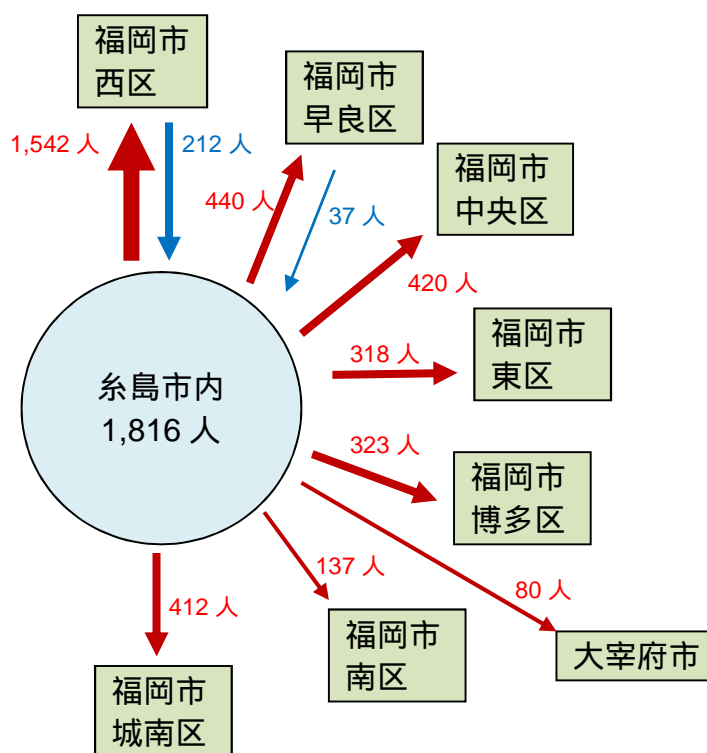 福岡市
西区
1,542 人
212 人
福岡市
早良区
440 人
37 人
福岡市
中央区
420 人
福岡市
東区
318 人
糸島市内
1,816 人
323 人
福岡市
博多区
137 人
80 人
412 人
福岡市
南区
大宰府市
福岡市
城南区